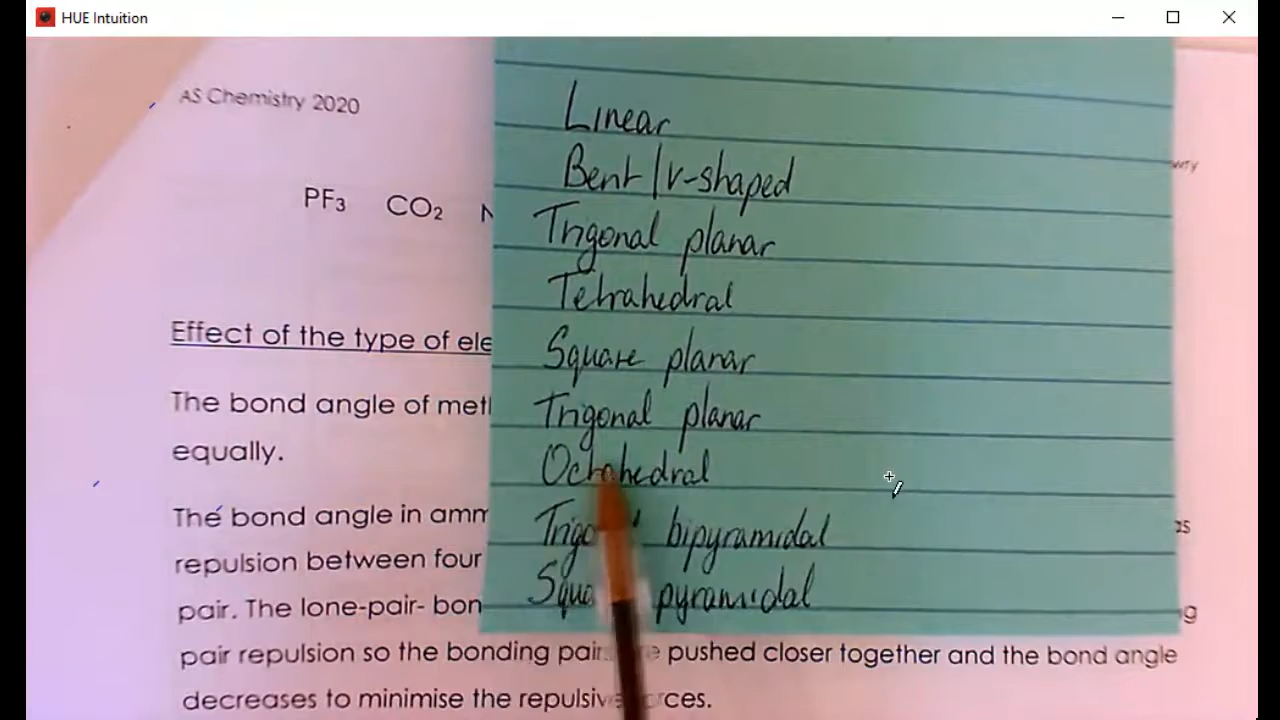 HUE Intuition
AS Chemistry 2020
PF₃ CO₂ N
Linear
Bent / v-shaped
Trigonal planar
Tetrahedral
Square planar
Trigonal planar
Octahedral
bipyramidal
pyramidal
Effect of the type of ele
The bond angle of met
equally.
The bond angle in amm
repulsion between four
pair. The lone-pair- bon
pair repulsion so the bonding pair pushed closer together and the bond angle
decreases to minimise the repulsive